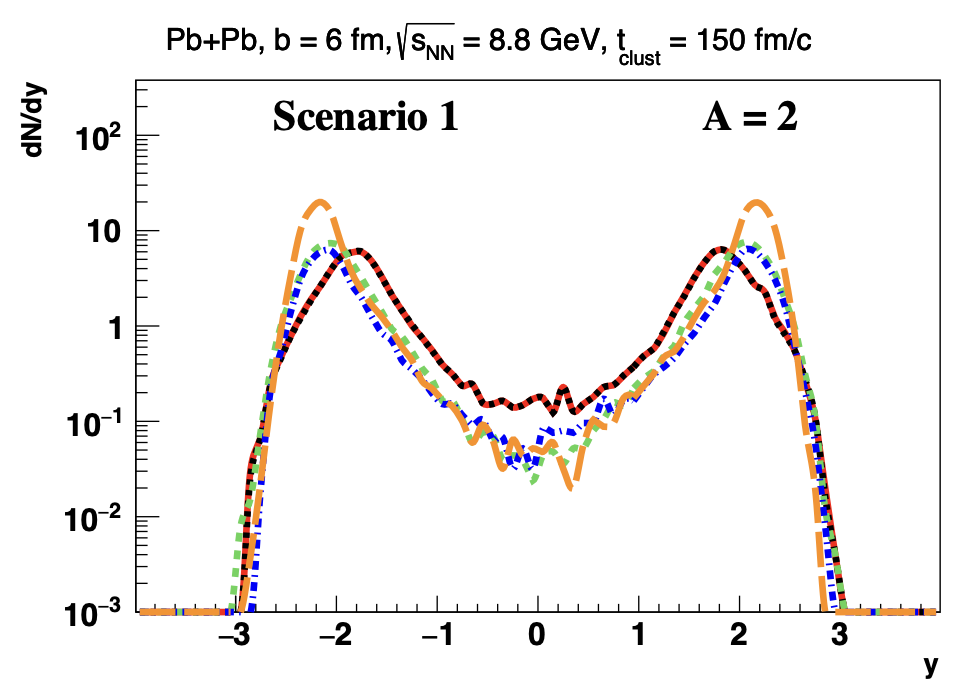 Pb+Pb, b = 6 fm, √sNN = 8.8 GeV, tclust = 150 fm/c
dN/dy
Scenario 1 A = 2
10²
10
1
10⁻¹
10⁻²
10⁻³
−3 −2 −1 0 1 2 3
y